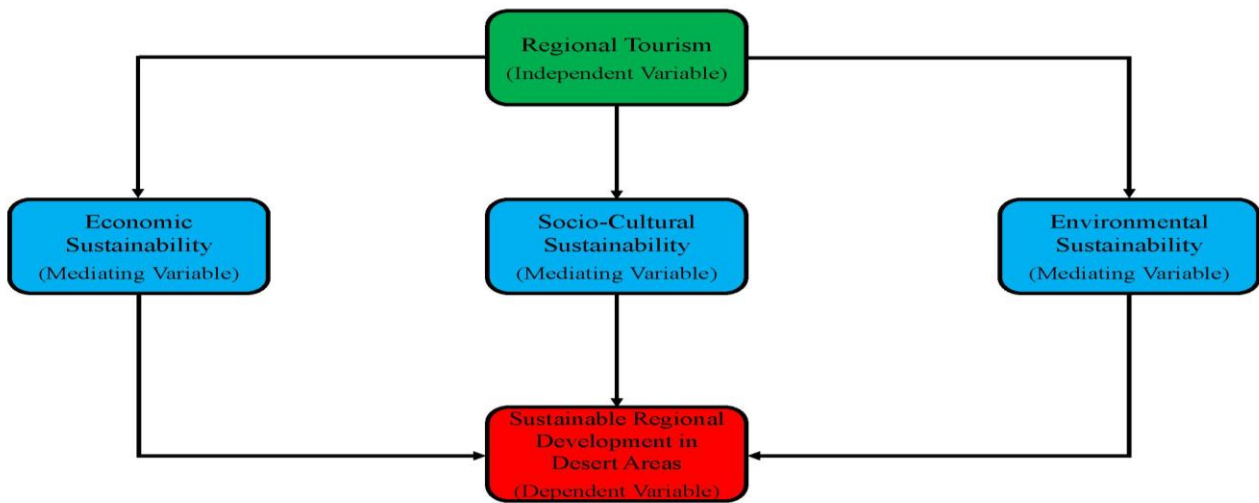 Regional Tourism
(Independent Variable)
Economic
Sustainability
(Mediating Variable)
Socio-Cultural
Sustainability
(Mediating Variable)
Environmental
Sustainability
(Mediating Variable)
Sustainable Regional
Development in
Desert Areas
(Dependent Variable)